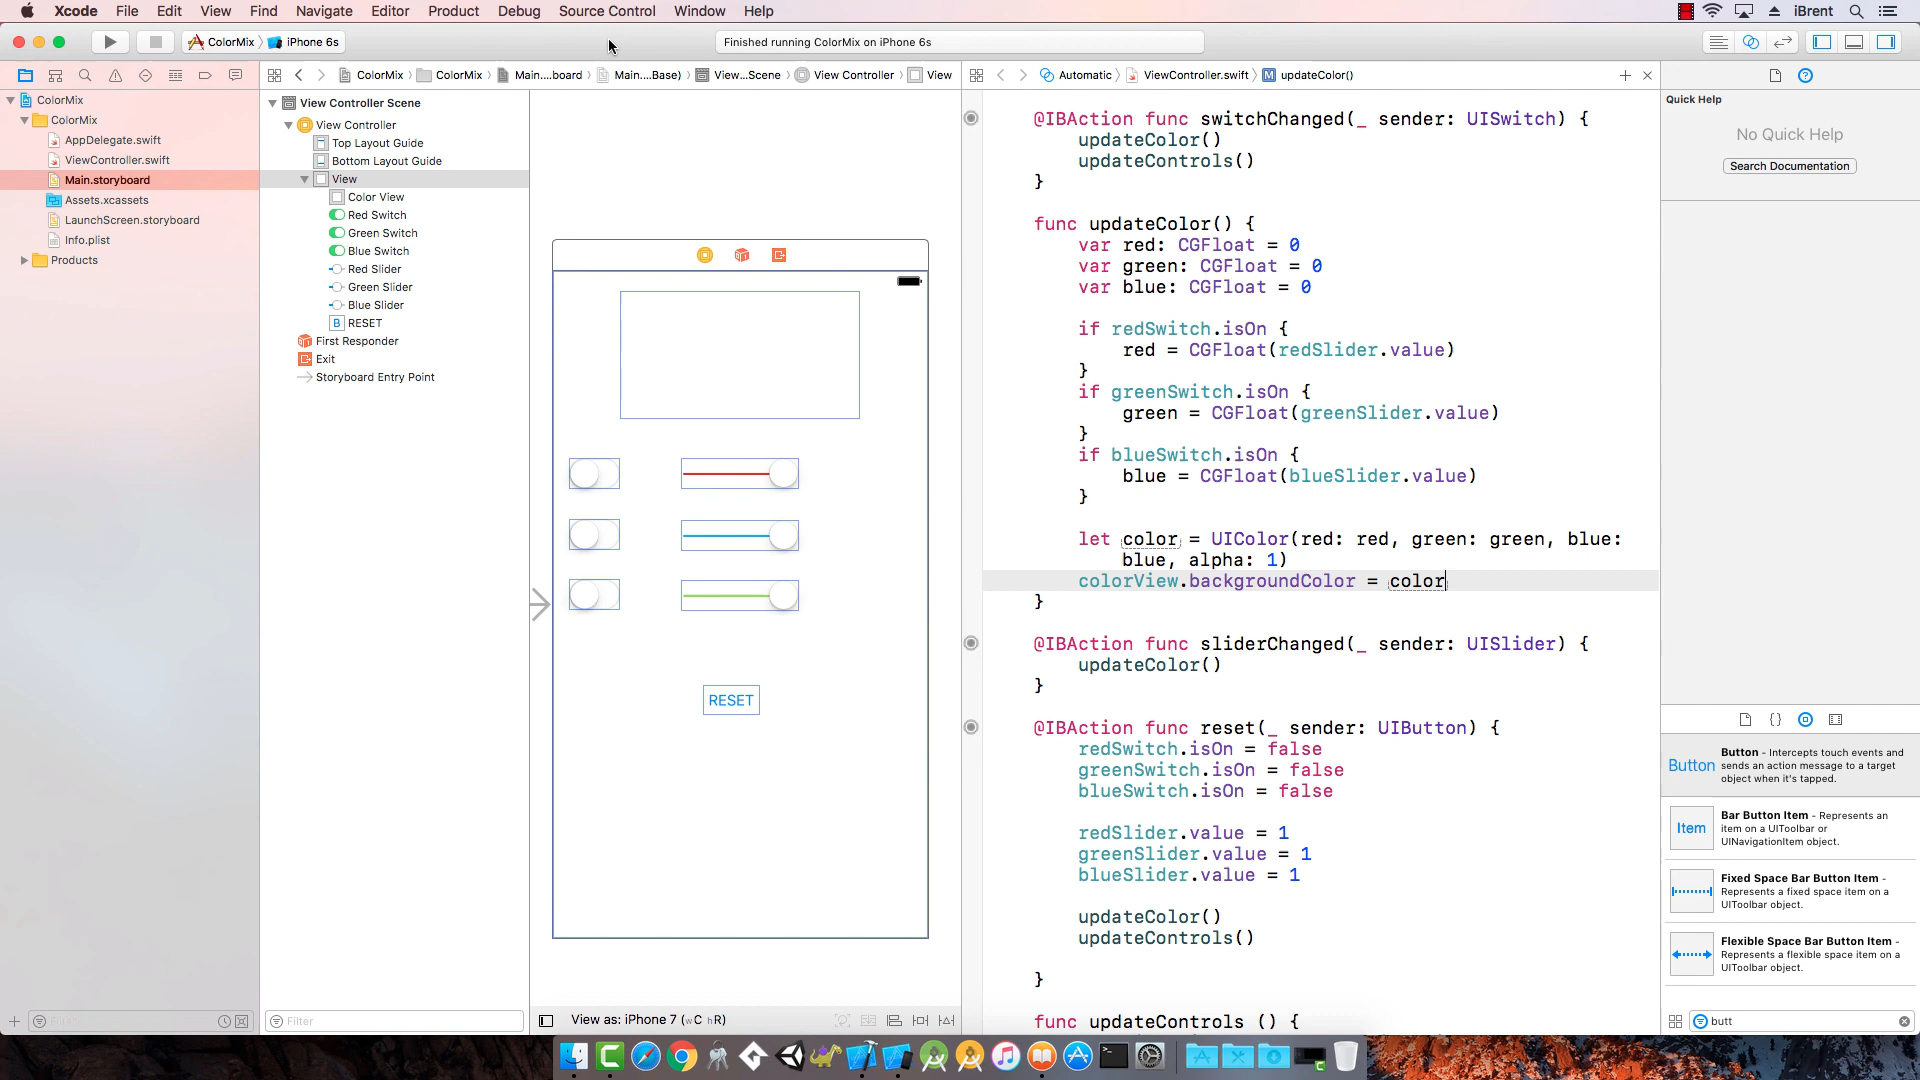 Xcode File Edit View Find Navigate Editor Product Debug Source Control Window Help iBrent
ColorMix iPhone 6s Finished running ColorMix on iPhone 6s
ColorMix ColorMix Main....board Main....Base) View...Scene View Controller View
Automatic ViewController.swift M updateColor()
ColorMix
ColorMix
AppDelegate.swift
ViewController.swift
Main.storyboard
Assets.xcassets
LaunchScreen.storyboard
Info.plist
Products
View Controller Scene
View Controller
Top Layout Guide
Bottom Layout Guide
View
Color View
Red Switch
Green Switch
Blue Switch
Red Slider
Green Slider
Blue Slider
B RESET
First Responder
Exit
Storyboard Entry Point
Filter
Filter
RESET
View as: iPhone 7 (wC hR)
@IBAction func switchChanged(_ sender: UISwitch) {
updateColor()
updateControls()
}
func updateColor() {
var red: CGFloat = 0
var green: CGFloat = 0
var blue: CGFloat = 0
if redSwitch.isOn {
red = CGFloat(redSlider.value)
}
if greenSwitch.isOn {
green = CGFloat(greenSlider.value)
}
if blueSwitch.isOn {
blue = CGFloat(blueSlider.value)
}
let color = UIColor(red: red, green: green, blue:
blue, alpha: 1)
colorView.backgroundColor = color
}
@IBAction func sliderChanged(_ sender: UISlider) {
updateColor()
}
@IBAction func reset(_ sender: UIButton) {
redSwitch.isOn = false
greenSwitch.isOn = false
blueSwitch.isOn = false
redSlider.value = 1
greenSlider.value = 1
blueSlider.value = 1
updateColor()
updateControls()
}
func updateControls () {
Quick Help
No Quick Help
Search Documentation
Button
Button - Intercepts touch events and
sends an action message to a target
object when it's tapped.
Item
Bar Button Item - Represents an
item on a UIToolbar or
UINavigationItem object.
Fixed Space Bar Button Item -
Represents a fixed space item on a
UIToolbar object.
Flexible Space Bar Button Item -
Represents a flexible space item on a
UIToolbar object.
butt